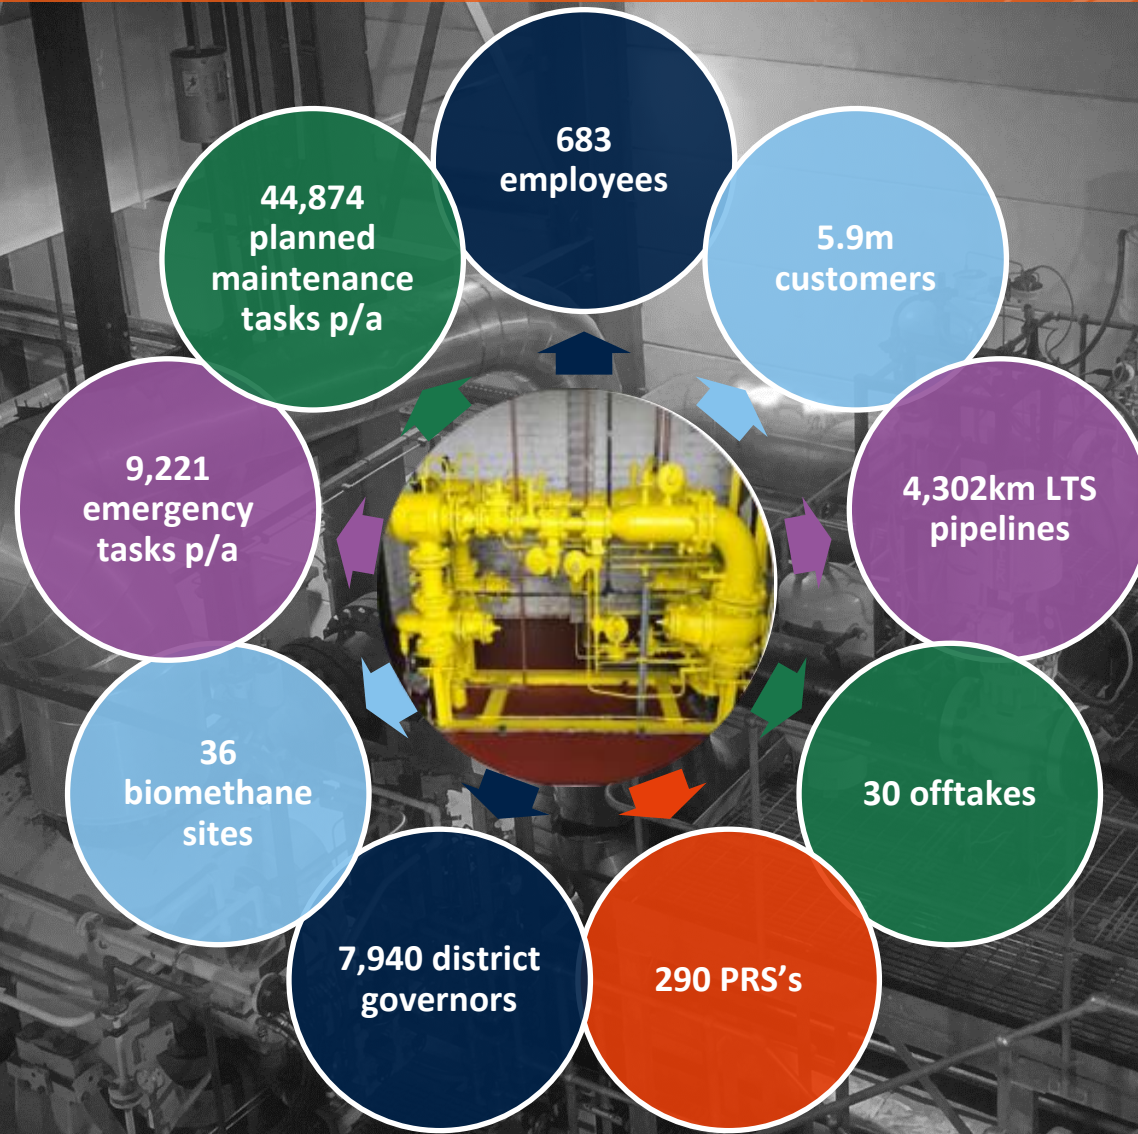 683
employees
5.9m
customers
4,302km LTS
pipelines
30 offtakes
290 PRS’s
7,940 district
governors
36
biomethane
sites
9,221
emergency
tasks p/a
44,874
planned
maintenance
tasks p/a